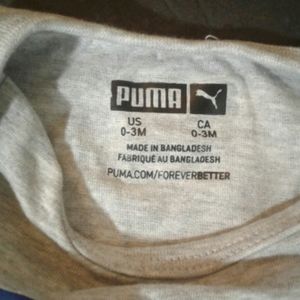 PUMA
US CA
0-3M 0-3M
MADE IN BANGLADESH
FABRIQUÉ AU BANGLADESH
PUMA.COM/FOREVERBETTER